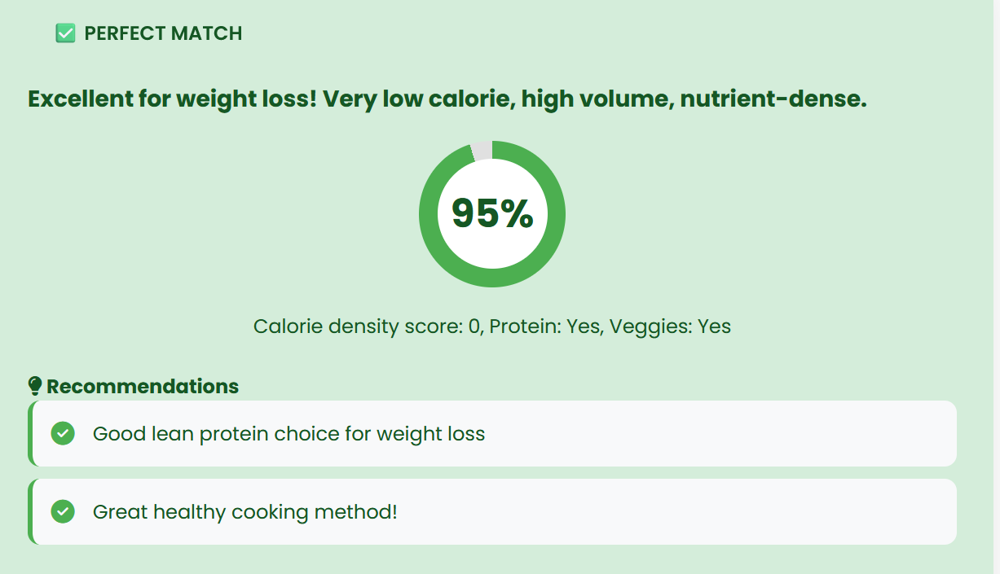 PERFECT MATCH
Excellent for weight loss! Very low calorie, high volume, nutrient-dense.
95%
Calorie density score: 0, Protein: Yes, Veggies: Yes
Recommendations
Good lean protein choice for weight loss
Great healthy cooking method!